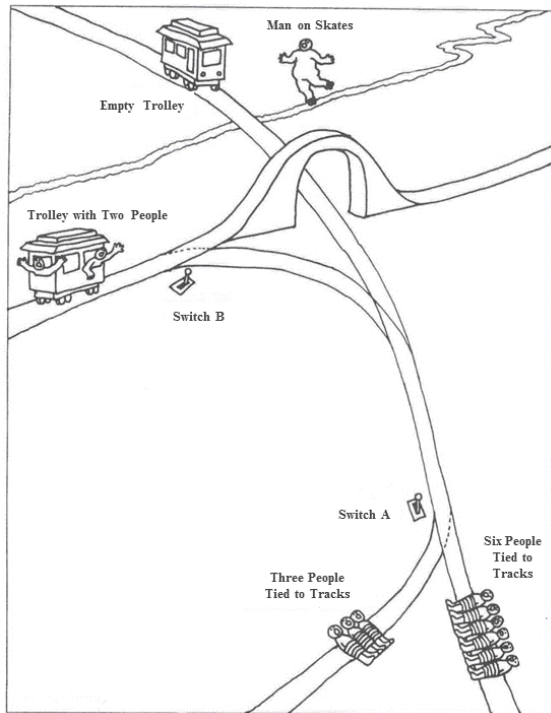 Man on Skates
Empty Trolley
Trolley with Two People
Switch B
Switch A
Six People
Tied to
Tracks
Three People
Tied to Tracks